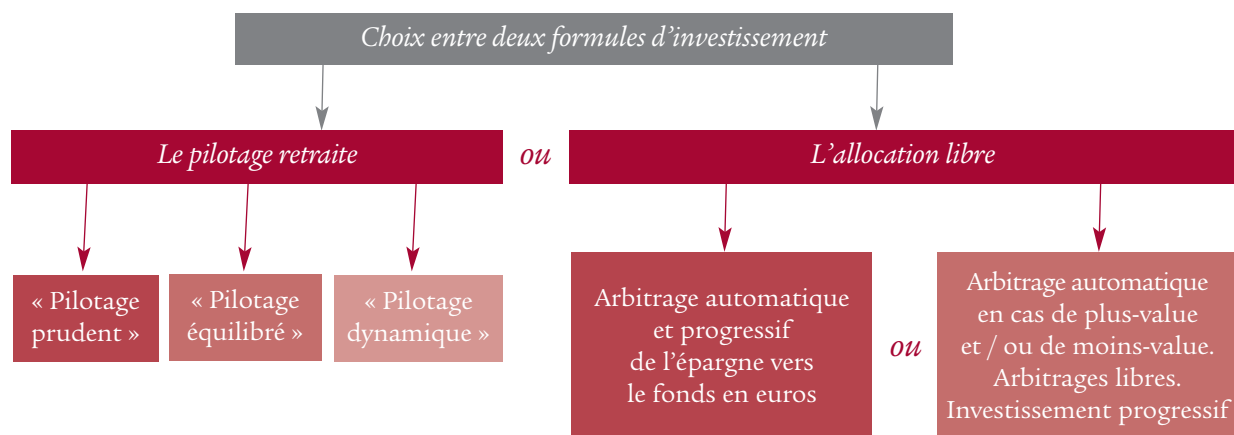 Choix entre deux formules d’investissement
Le pilotage retraite
ou
L’allocation libre
« Pilotage
prudent »
« Pilotage
équilibré »
« Pilotage
dynamique »
Arbitrage automatique
et progressif
de l’épargne vers
le fonds en euros
ou
Arbitrage automatique
en cas de plus-value
et / ou de moins-value.
Arbitrages libres.
Investissement progressif